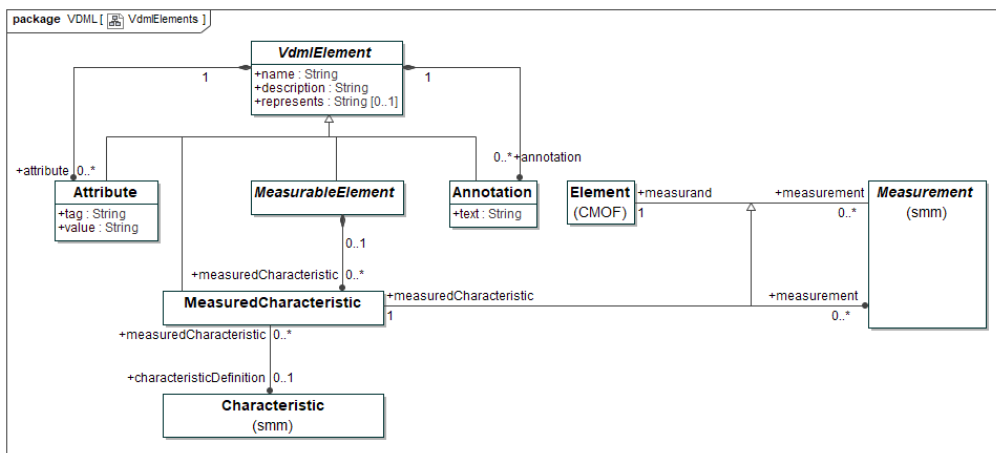 package VDML [ VdmlElements ]
VdmlElement
+name : String
+description : String
+represents : String [0..1]
1
1
+attribute 0..*
0..* +annotation
Attribute
+tag : String
+value : String
MeasurableElement
Annotation
+text : String
Element
(CMOF)
+measurand
1
+measurement
0..*
Measurement
(smm)
0..1
+measuredCharacteristic 0..*
MeasuredCharacteristic
+measuredCharacteristic
1
+measurement
0..*
+measuredCharacteristic 0..*
+characteristicDefinition 0..1
Characteristic
(smm)